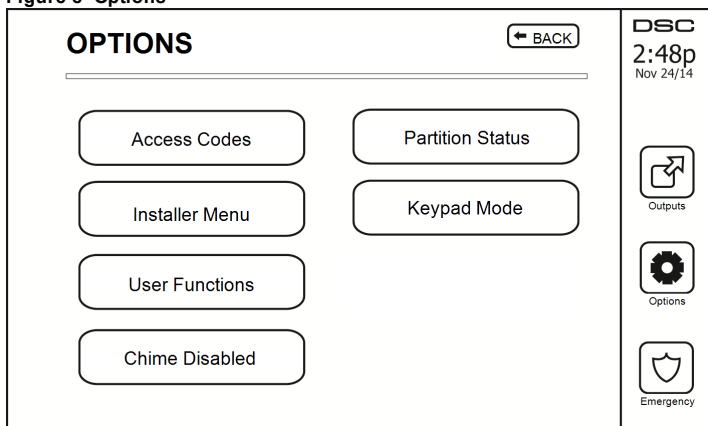 Figure 3 Options
OPTIONS
BACK
DSC
2:48p
Nov 24/14
Access Codes
Partition Status
Installer Menu
Keypad Mode
User Functions
Chime Disabled
Outputs
Options
Emergency